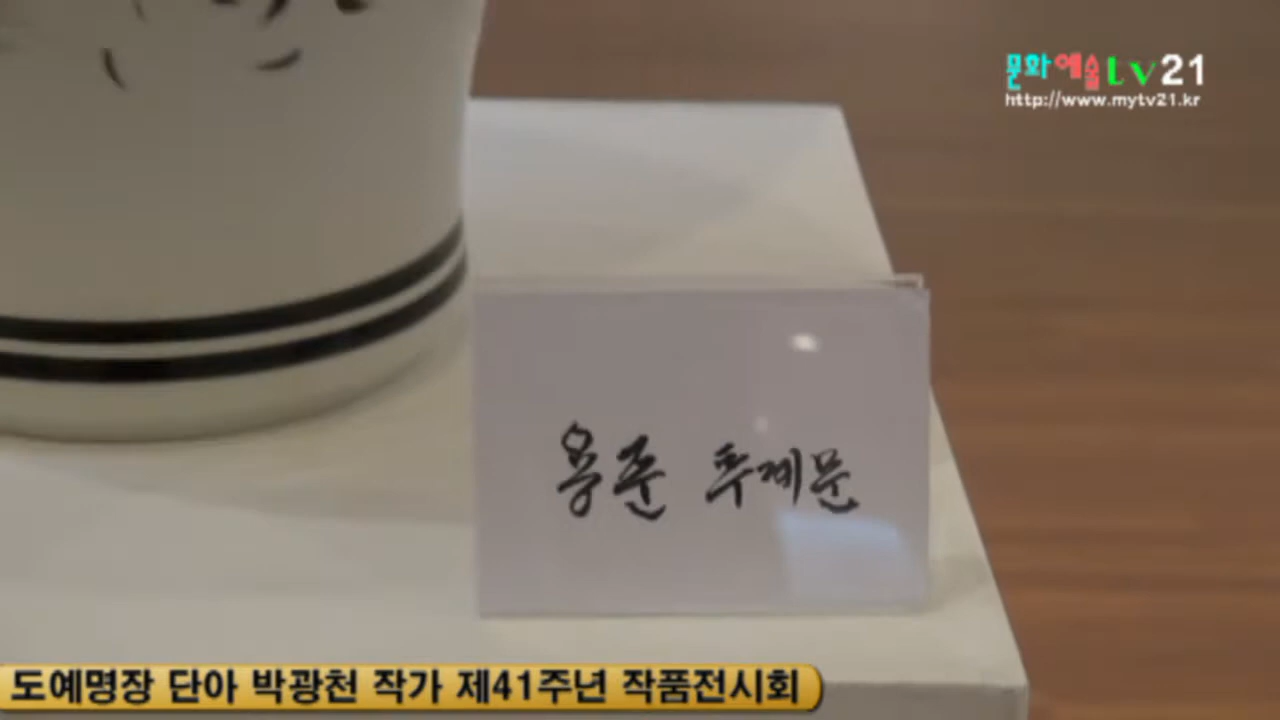 문화예술tv21
http://www.mytv21.kr
용준 투계문
도예명장 단아 박광천 작가 제41주년 작품전시회